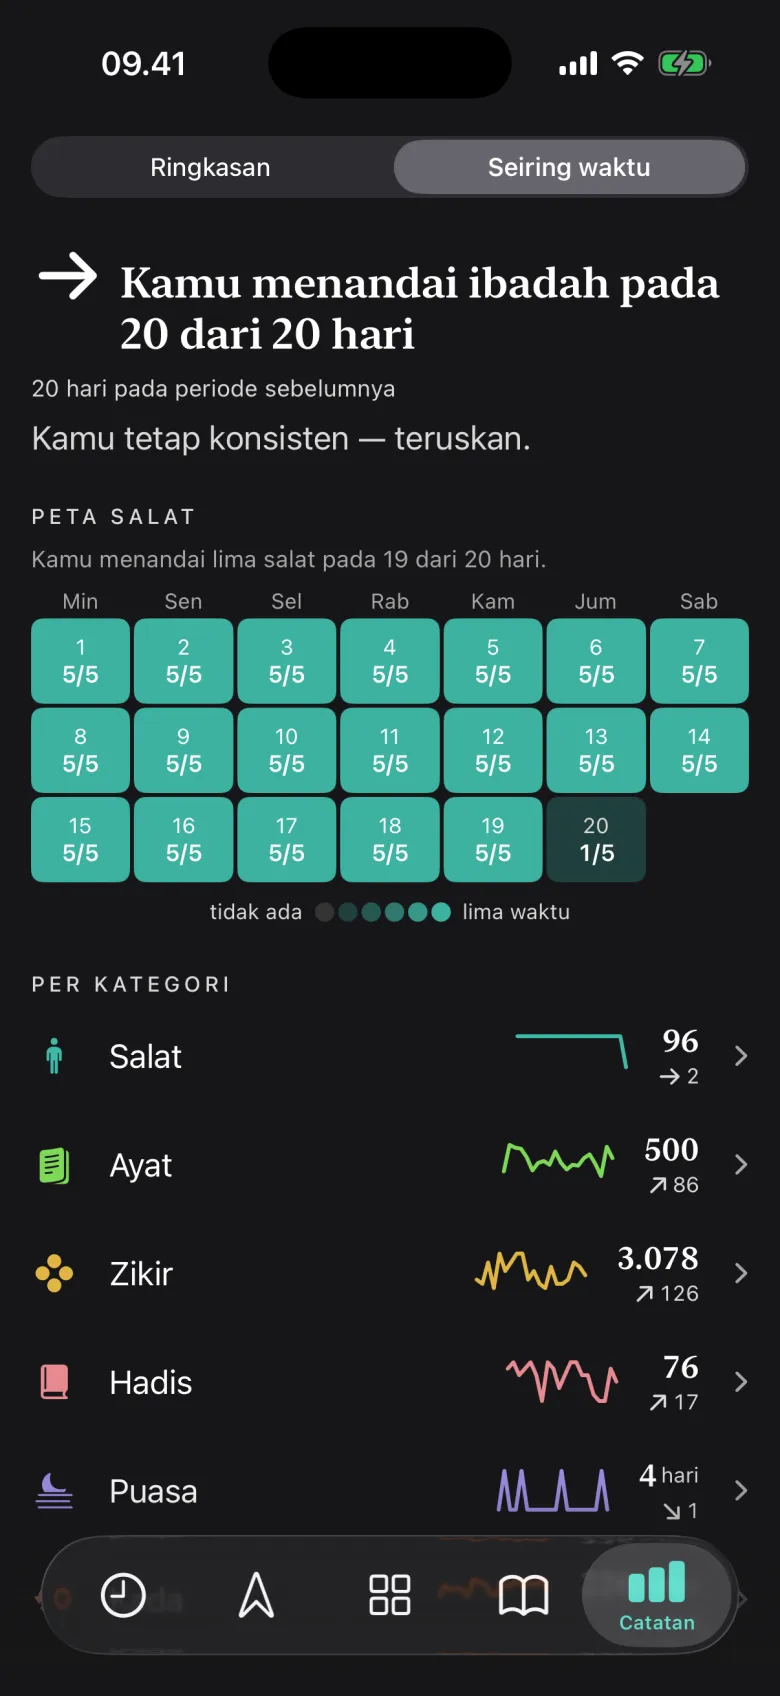 09.41
Ringkasan
Seiring waktu
Kamu menandai ibadah pada
20 dari 20 hari
20 hari pada periode sebelumnya
Kamu tetap konsisten — teruskan.
PETA SALAT
Kamu menandai lima salat pada 19 dari 20 hari.
Min Sen Sel Rab Kam Jum Sab
1 2 3 4 5 6 7
5/5 5/5 5/5 5/5 5/5 5/5 5/5
8 9 10 11 12 13 14
5/5 5/5 5/5 5/5 5/5 5/5 5/5
15 16 17 18 19 20
5/5 5/5 5/5 5/5 5/5 1/5
tidak ada lima waktu
PER KATEGORI
Salat 96
→ 2
Ayat 500
↗ 86
Zikir 3.078
↗ 126
Hadis 76
↗ 17
Puasa 4 hari
↘ 1
Catatan